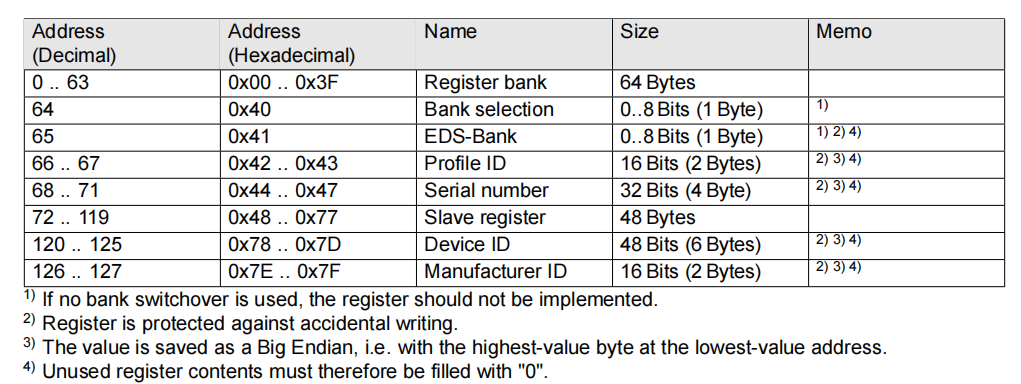 Address (Decimal) Address (Hexadecimal) Name Size Memo
0 .. 63 0x00 .. 0x3F Register bank 64 Bytes
64 0x40 Bank selection 0..8 Bits (1 Byte) 1)
65 0x41 EDS-Bank 0..8 Bits (1 Byte) 1) 2) 4)
66 .. 67 0x42 .. 0x43 Profile ID 16 Bits (2 Bytes) 2) 3) 4)
68 .. 71 0x44 .. 0x47 Serial number 32 Bits (4 Byte) 2) 3) 4)
72 .. 119 0x48 .. 0x77 Slave register 48 Bytes
120 .. 125 0x78 .. 0x7D Device ID 48 Bits (6 Bytes) 2) 3) 4)
126 .. 127 0x7E .. 0x7F Manufacturer ID 16 Bits (2 Bytes) 2) 3) 4)
1) If no bank switchover is used, the register should not be implemented.
2) Register is protected against accidental writing.
3) The value is saved as a Big Endian, i.e. with the highest-value byte at the lowest-value address.
4) Unused register contents must therefore be filled with "0".